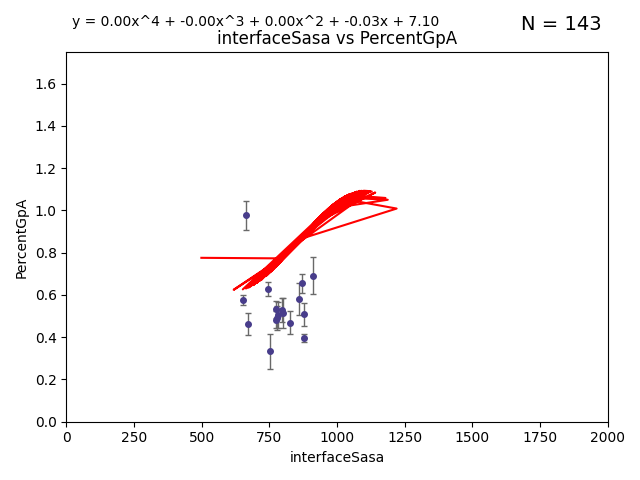 y = 0.00x^4 + -0.00x^3 + 0.00x^2 + -0.03x + 7.10
N = 143
interfaceSasa vs PercentGpA
PercentGpA
1.6
1.4
1.2
1.0
0.8
0.6
0.4
0.2
0.0
0 250 500 750 1000 1250 1500 1750 2000
interfaceSasa